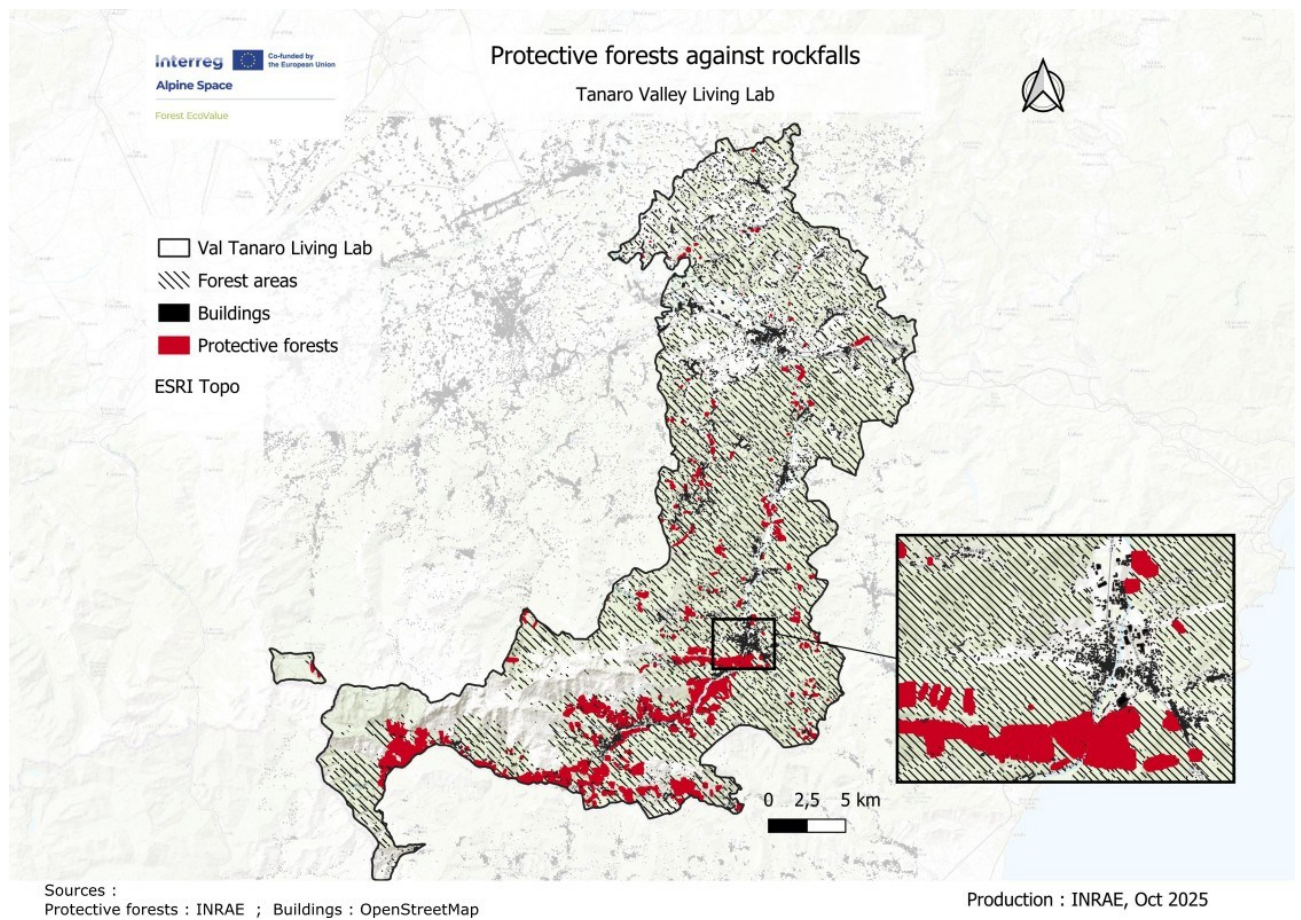 Interreg
Co-funded by
the European Union
Alpine Space
Forest EcoValue
Protective forests against rockfalls
Tanaro Valley Living Lab
Val Tanaro Living Lab
Forest areas
Buildings
Protective forests
ESRI Topo
0 2,5 5 km
Sources :
Protective forests : INRAE ; Buildings : OpenStreetMap
Production : INRAE, Oct 2025